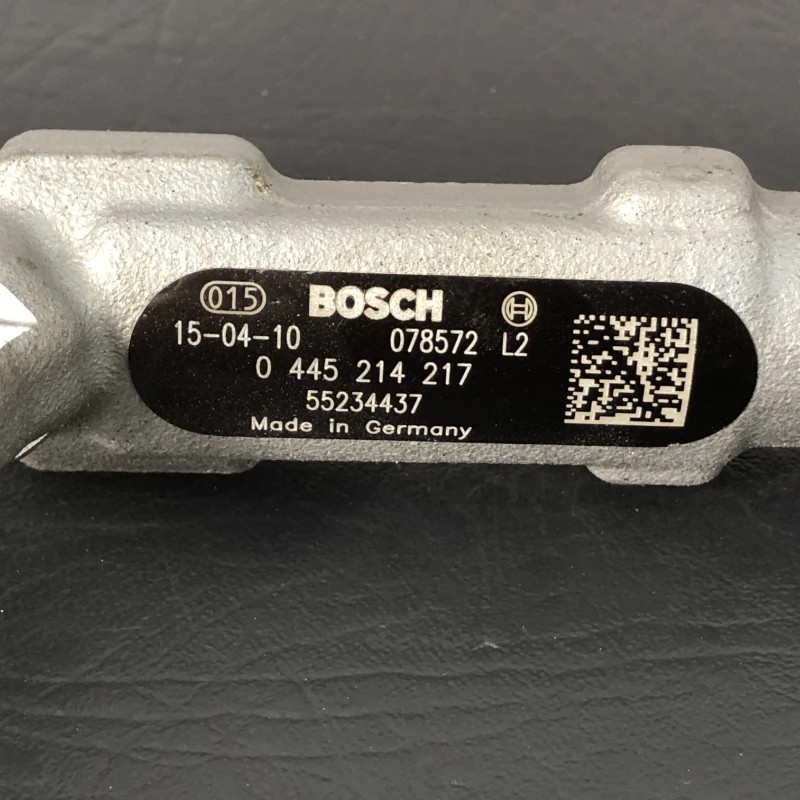 015 BOSCH
15-04-10 078572 L2
0 445 214 217
55234437
Made in Germany